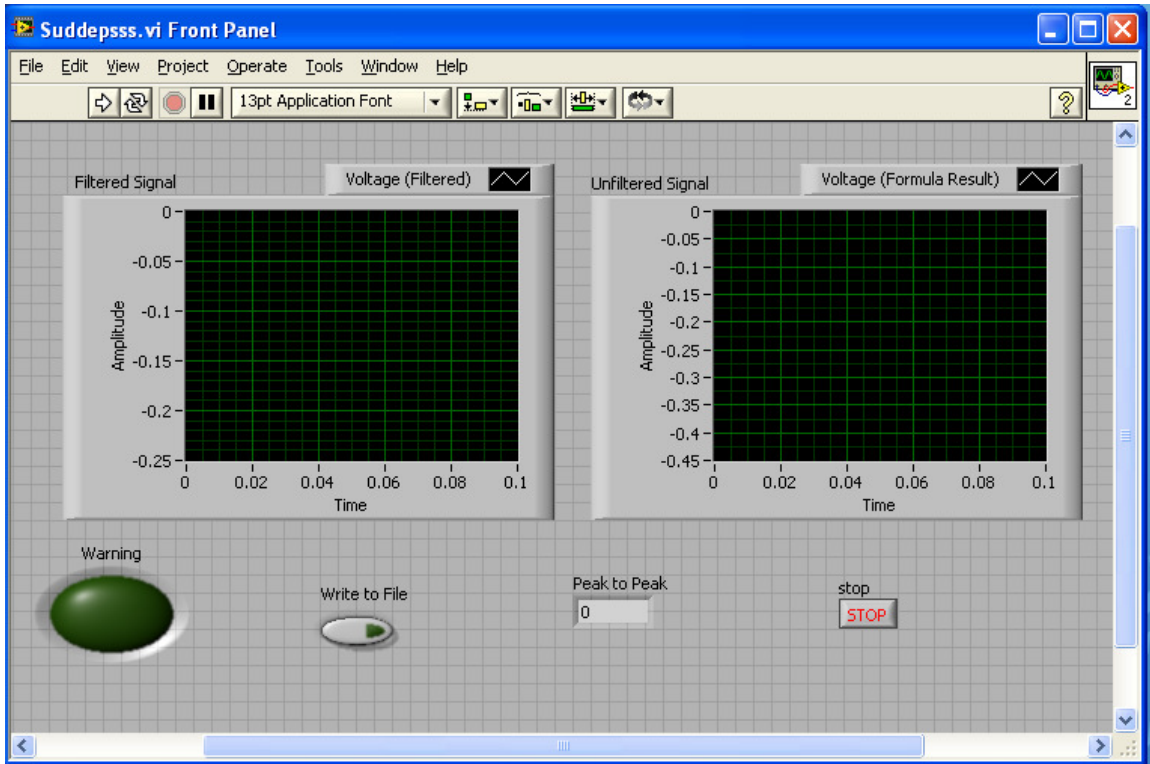 Suddepsss.vi Front Panel
File Edit View Project Operate Tools Window Help
13pt Application Font
2
Filtered Signal
Voltage (Filtered)
0
-0.05
-0.1
-0.15
-0.2
-0.25
Amplitude
0 0.02 0.04 0.06 0.08 0.1
Time
Unfiltered Signal
Voltage (Formula Result)
0
-0.05
-0.1
-0.15
-0.2
-0.25
-0.3
-0.35
-0.4
-0.45
Amplitude
0 0.02 0.04 0.06 0.08 0.1
Time
Warning
Write to File
Peak to Peak
0
stop
STOP